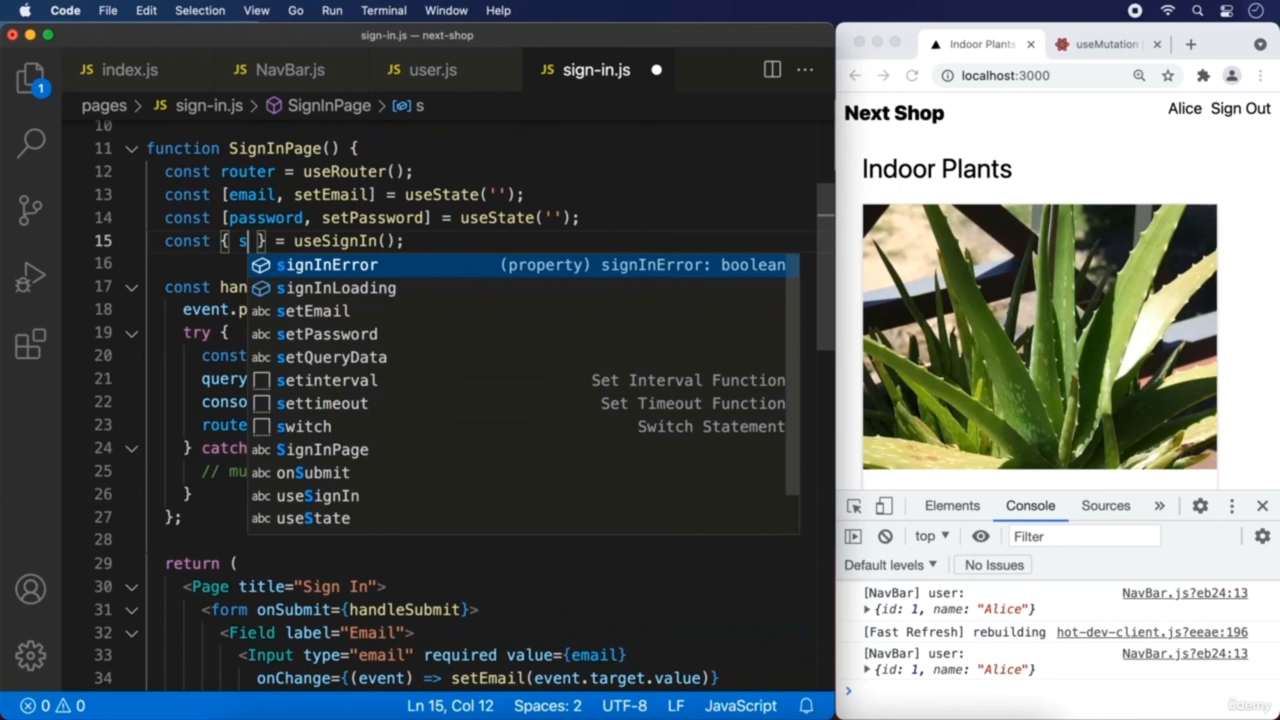 Code File Edit Selection View Go Run Terminal Window Help
sign-in.js — next-shop
JS index.js
JS NavBar.js
JS user.js
JS sign-in.js
pages > JS sign-in.js > SignInPage > s
1
10
11 function SignInPage() {
12 const router = useRouter();
13 const [email, setEmail] = useState('');
14 const [password, setPassword] = useState('');
15 const { s } = useSignIn();
16
17 const han
18 event.p
19 try {
20 const
21 query
22 conso
23 route
24 } catch
25 // mu
26 }
27 };
28
29 return (
30 <Page title="Sign In">
31 <form onSubmit={handleSubmit}>
32 <Field label="Email">
33 <Input type="email" required value={email}
34 onChange={(event) => setEmail(event.target.value)}
signInError (property) signInError: boolean
signInLoading
abc setEmail
abc setPassword
abc setQueryData
setinterval Set Interval Function
settimeout Set Timeout Function
switch Switch Statement
abc SignInPage
abc onSubmit
abc useSignIn
abc useState
0 0
Ln 15, Col 12 Spaces: 2 UTF-8 LF JavaScript
Indoor Plants
useMutation
localhost:3000
Next Shop
Alice Sign Out
Indoor Plants
Elements Console Sources »
top ▼ Filter
Default levels ▼ No Issues
[NavBar] user: NavBar.js?eb24:13
{id: 1, name: "Alice"}
[Fast Refresh] rebuilding hot-dev-client.js?eeae:196
[NavBar] user: NavBar.js?eb24:13
{id: 1, name: "Alice"}
ûdemy